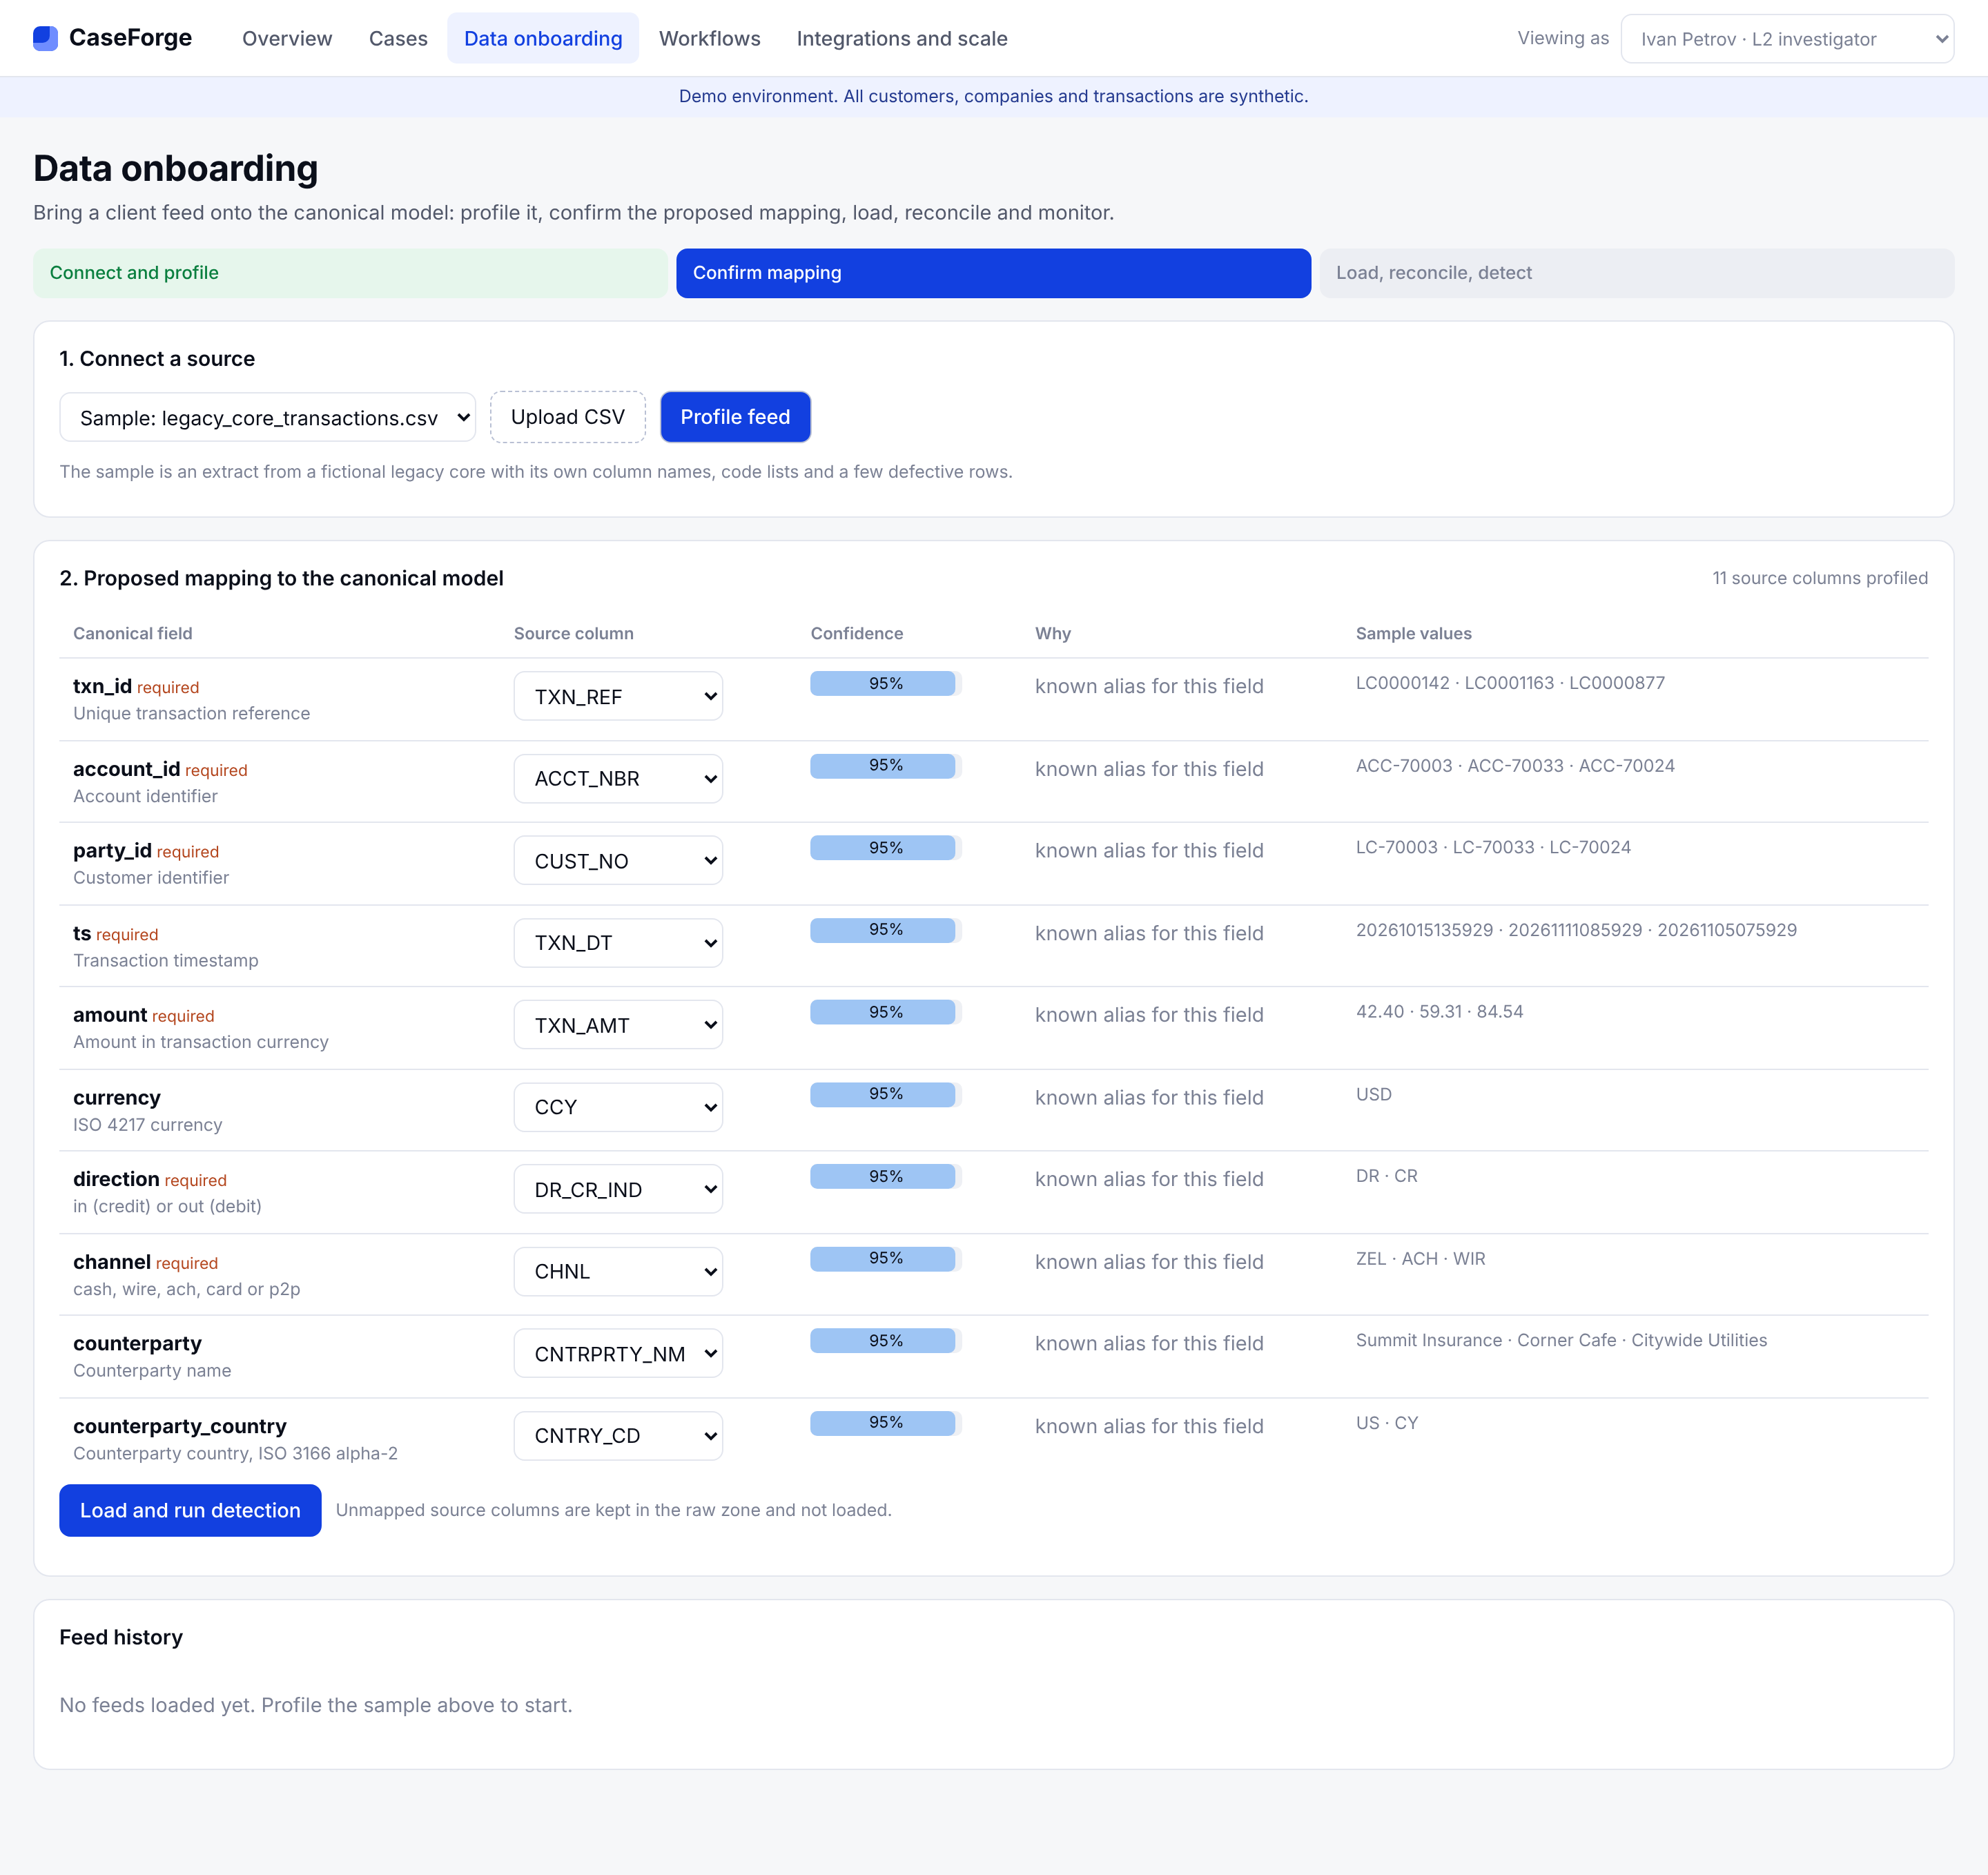 CaseForge
Overview
Cases
Data onboarding
Workflows
Integrations and scale
Viewing as
Ivan Petrov · L2 investigator
Demo environment. All customers, companies and transactions are synthetic.
Data onboarding
Bring a client feed onto the canonical model: profile it, confirm the proposed mapping, load, reconcile and monitor.
Connect and profile
Confirm mapping
Load, reconcile, detect
1. Connect a source
Sample: legacy_core_transactions.csv
Upload CSV
Profile feed
The sample is an extract from a fictional legacy core with its own column names, code lists and a few defective rows.
2. Proposed mapping to the canonical model
11 source columns profiled
Canonical field
Source column
Confidence
Why
Sample values
txn_id required
Unique transaction reference
TXN_REF
95%
known alias for this field
LC0000142 · LC0001163 · LC0000877
account_id required
Account identifier
ACCT_NBR
95%
known alias for this field
ACC-70003 · ACC-70033 · ACC-70024
party_id required
Customer identifier
CUST_NO
95%
known alias for this field
LC-70003 · LC-70033 · LC-70024
ts required
Transaction timestamp
TXN_DT
95%
known alias for this field
20261015135929 · 20261111085929 · 20261105075929
amount required
Amount in transaction currency
TXN_AMT
95%
known alias for this field
42.40 · 59.31 · 84.54
currency
ISO 4217 currency
CCY
95%
known alias for this field
USD
direction required
in (credit) or out (debit)
DR_CR_IND
95%
known alias for this field
DR · CR
channel required
cash, wire, ach, card or p2p
CHNL
95%
known alias for this field
ZEL · ACH · WIR
counterparty
Counterparty name
CNTRPRTY_NM
95%
known alias for this field
Summit Insurance · Corner Cafe · Citywide Utilities
counterparty_country
Counterparty country, ISO 3166 alpha-2
CNTRY_CD
95%
known alias for this field
US · CY
Load and run detection
Unmapped source columns are kept in the raw zone and not loaded.
Feed history
No feeds loaded yet. Profile the sample above to start.